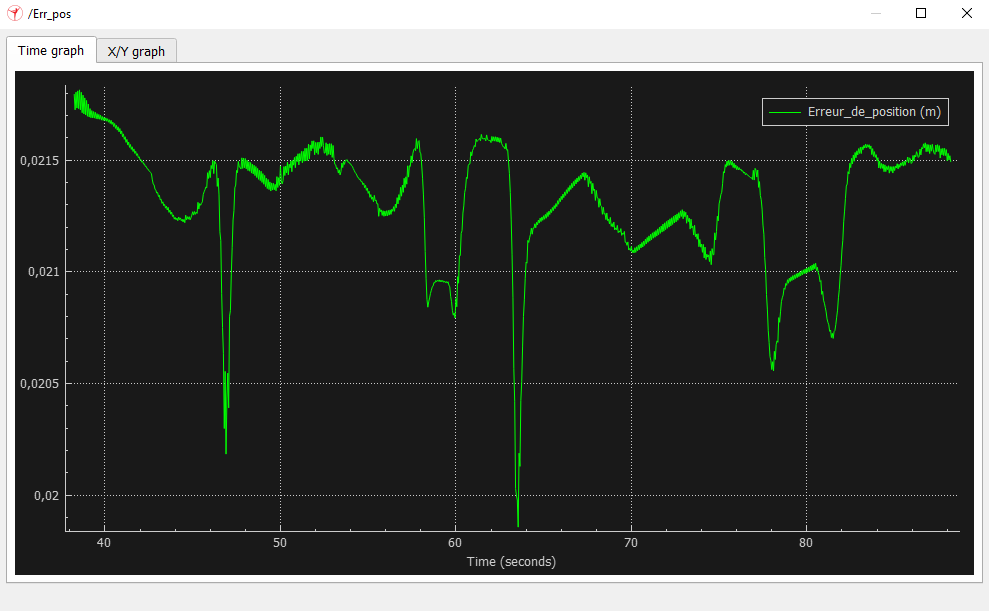 /Err_pos
Time graph
X/Y graph
Erreur_de_position (m)
0,0215
0,021
0,0205
0,02
40 50 60 70 80
Time (seconds)